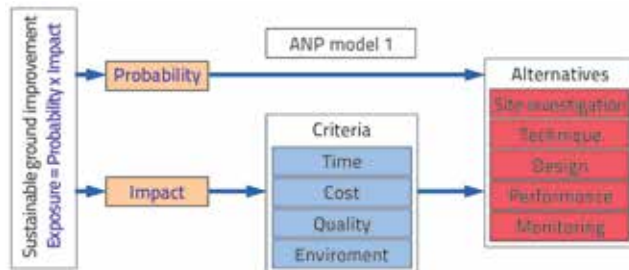 Sustainable ground improvement
Exposure = Probability x Impact
Probability
Impact
ANP model 1
Criteria
Time
Cost
Quality
Enviroment
Alternatives
Site investigation
Technique
Design
Performance
Monitoring